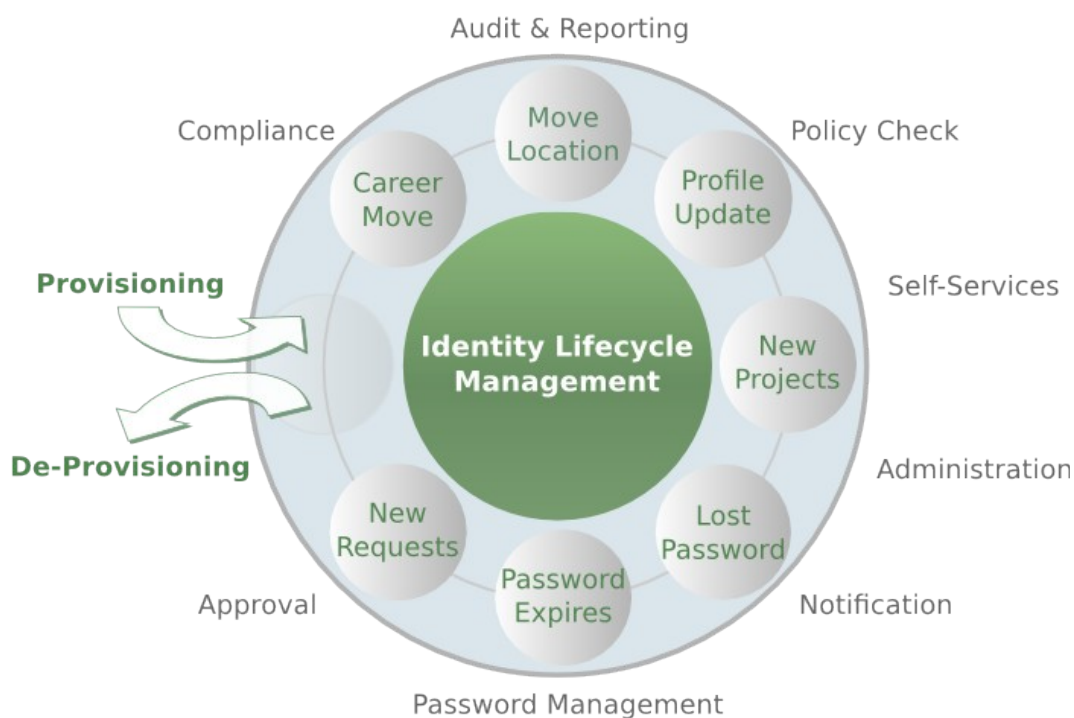 Audit & Reporting
Compliance
Policy Check
Move
Location
Career
Move
Profile
Update
Provisioning
Self-Services
Identity Lifecycle
Management
New
Projects
De-Provisioning
Administration
New
Requests
Lost
Password
Password
Expires
Approval
Notification
Password Management